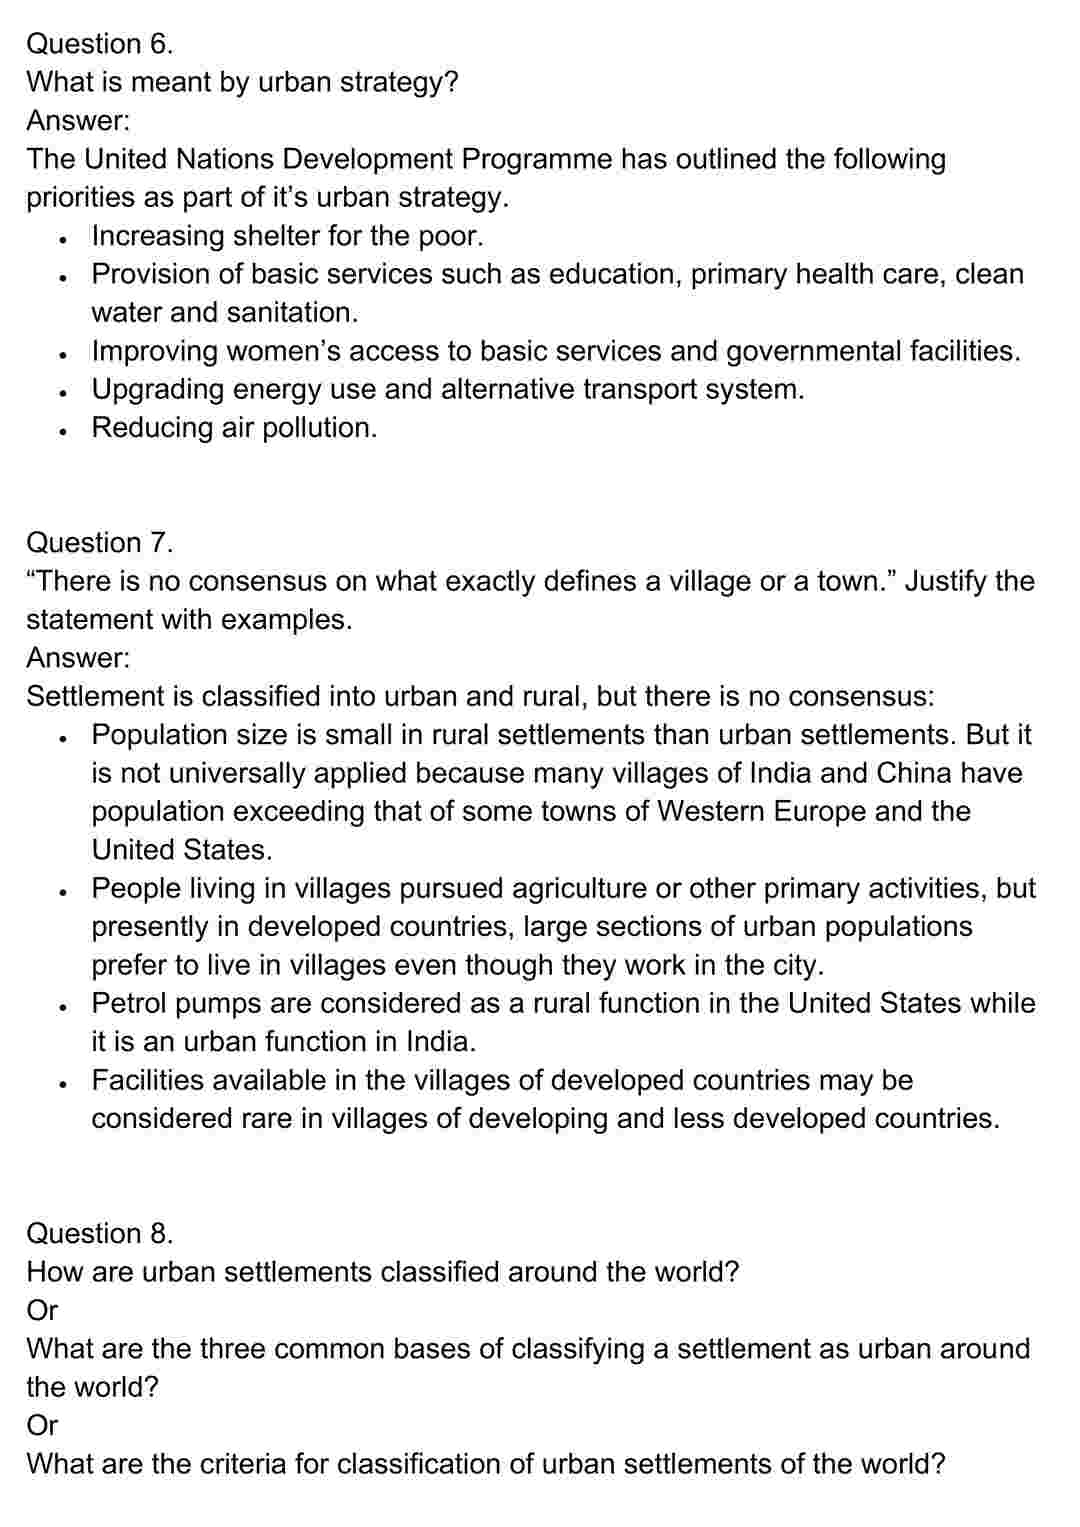 Question 6.
What is meant by urban strategy?
Answer:
The United Nations Development Programme has outlined the following
priorities as part of it’s urban strategy.
• Increasing shelter for the poor.
• Provision of basic services such as education, primary health care, clean
water and sanitation.
• Improving women’s access to basic services and governmental facilities.
• Upgrading energy use and alternative transport system.
• Reducing air pollution.
Question 7.
“There is no consensus on what exactly defines a village or a town.” Justify the
statement with examples.
Answer:
Settlement is classified into urban and rural, but there is no consensus:
• Population size is small in rural settlements than urban settlements. But it
is not universally applied because many villages of India and China have
population exceeding that of some towns of Western Europe and the
United States.
• People living in villages pursued agriculture or other primary activities, but
presently in developed countries, large sections of urban populations
prefer to live in villages even though they work in the city.
• Petrol pumps are considered as a rural function in the United States while
it is an urban function in India.
• Facilities available in the villages of developed countries may be
considered rare in villages of developing and less developed countries.
Question 8.
How are urban settlements classified around the world?
Or
What are the three common bases of classifying a settlement as urban around
the world?
Or
What are the criteria for classification of urban settlements of the world?